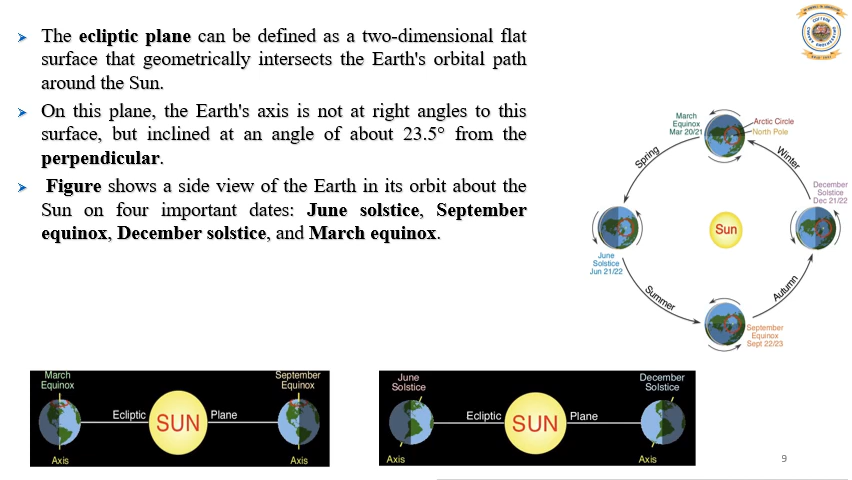 The ecliptic plane can be defined as a two-dimensional flat
surface that geometrically intersects the Earth's orbital path
around the Sun.
On this plane, the Earth's axis is not at right angles to this
surface, but inclined at an angle of about 23.5° from the
perpendicular.
Figure shows a side view of the Earth in its orbit about the
Sun on four important dates: June solstice, September
equinox, December solstice, and March equinox.
March
Equinox
Mar 20/21
Arctic Circle
North Pole
Spring
Winter
December
Solstice
Dec 21/22
Sun
June
Solstice
Jun 21/22
Summer
Autumn
September
Equinox
Sept 22/23
March
Equinox
September
Equinox
Ecliptic
SUN
Plane
Axis
Axis
June
Solstice
December
Solstice
Ecliptic
SUN
Plane
Axis
Axis
9